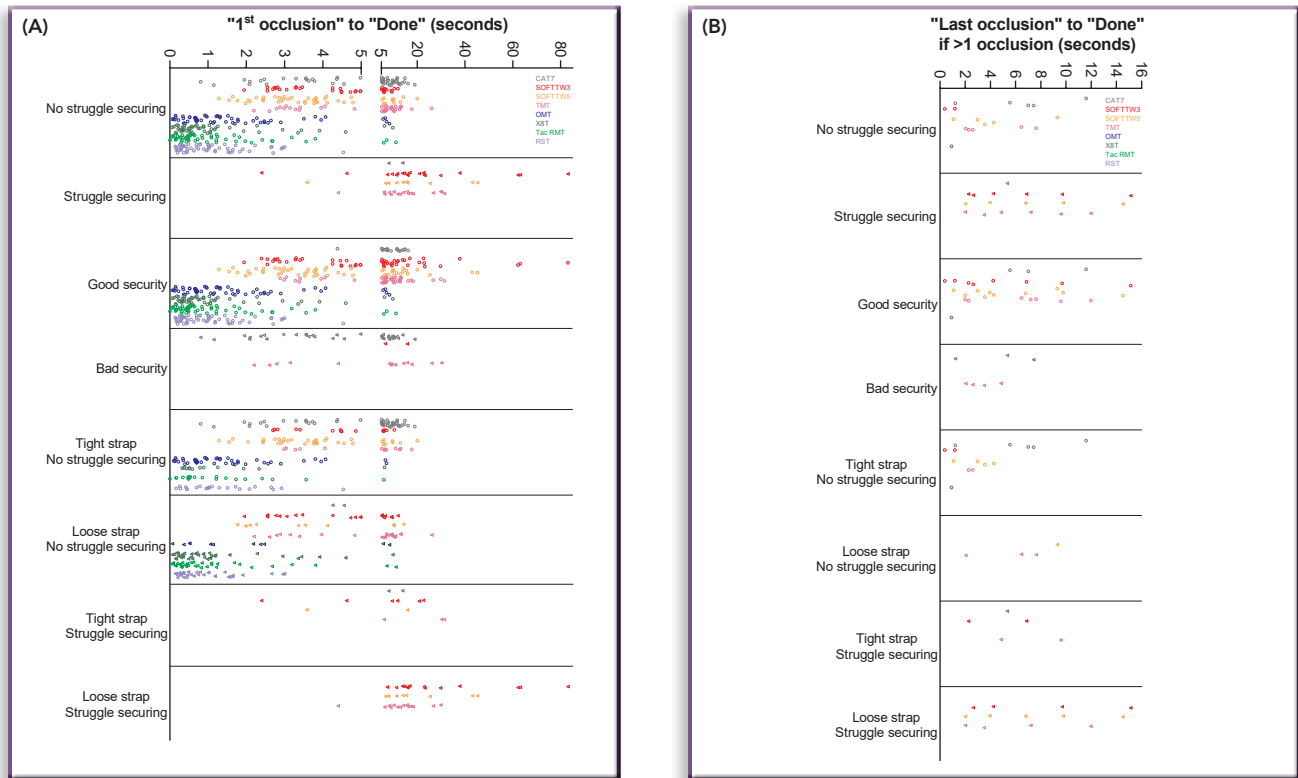 (A)
"1st occlusion" to "Done" (seconds)
0 1 2 3 4 5 5 20 40 60 80
CAT7
SOFTTW3
SOFTTW5
TMT
OMT
X8T
Tac RMT
RST
No struggle securing
Struggle securing
Good security
Bad security
Tight strap
No struggle securing
Loose strap
No struggle securing
Tight strap
Struggle securing
Loose strap
Struggle securing
(B)
"Last occlusion" to "Done"
if >1 occlusion (seconds)
0 2 4 6 8 10 12 14 16
CAT7
SOFTTW3
SOFTTW5
TMT
OMT
X8T
Tac RMT
RST
No struggle securing
Struggle securing
Good security
Bad security
Tight strap
No struggle securing
Loose strap
No struggle securing
Tight strap
Struggle securing
Loose strap
Struggle securing